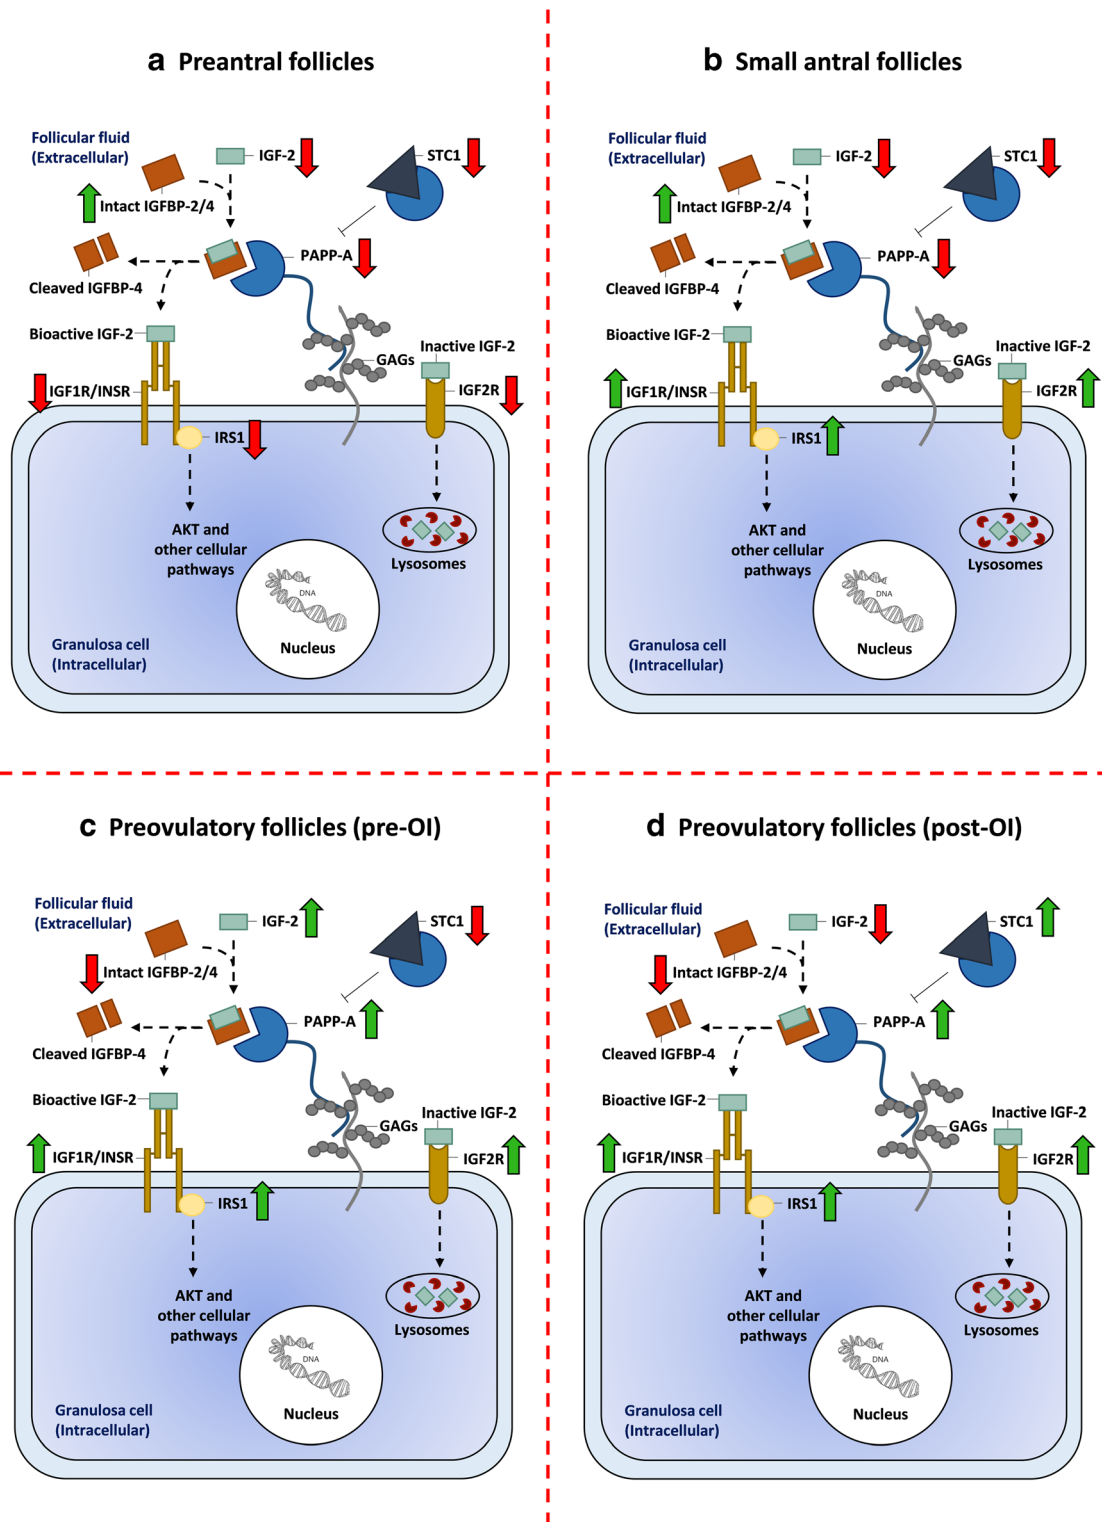 a Preantral follicles
Follicular fluid
(Extracellular)
IGF-2
STC1
Intact IGFBP-2/4
PAPP-A
Cleaved IGFBP-4
Bioactive IGF-2
Inactive IGF-2
GAGs
IGF1R/INSR
IGF2R
IRS1
AKT and
other cellular
pathways
Lysosomes
DNA
Nucleus
Granulosa cell
(Intracellular)
b Small antral follicles
Follicular fluid
(Extracellular)
IGF-2
STC1
Intact IGFBP-2/4
PAPP-A
Cleaved IGFBP-4
Bioactive IGF-2
Inactive IGF-2
GAGs
IGF1R/INSR
IGF2R
IRS1
AKT and
other cellular
pathways
Lysosomes
DNA
Nucleus
Granulosa cell
(Intracellular)
c Preovulatory follicles (pre-OI)
Follicular fluid
(Extracellular)
IGF-2
STC1
Intact IGFBP-2/4
PAPP-A
Cleaved IGFBP-4
Bioactive IGF-2
Inactive IGF-2
GAGs
IGF1R/INSR
IGF2R
IRS1
AKT and
other cellular
pathways
Lysosomes
DNA
Nucleus
Granulosa cell
(Intracellular)
d Preovulatory follicles (post-OI)
Follicular fluid
(Extracellular)
IGF-2
STC1
Intact IGFBP-2/4
PAPP-A
Cleaved IGFBP-4
Bioactive IGF-2
Inactive IGF-2
GAGs
IGF1R/INSR
IGF2R
IRS1
AKT and
other cellular
pathways
Lysosomes
DNA
Nucleus
Granulosa cell
(Intracellular)